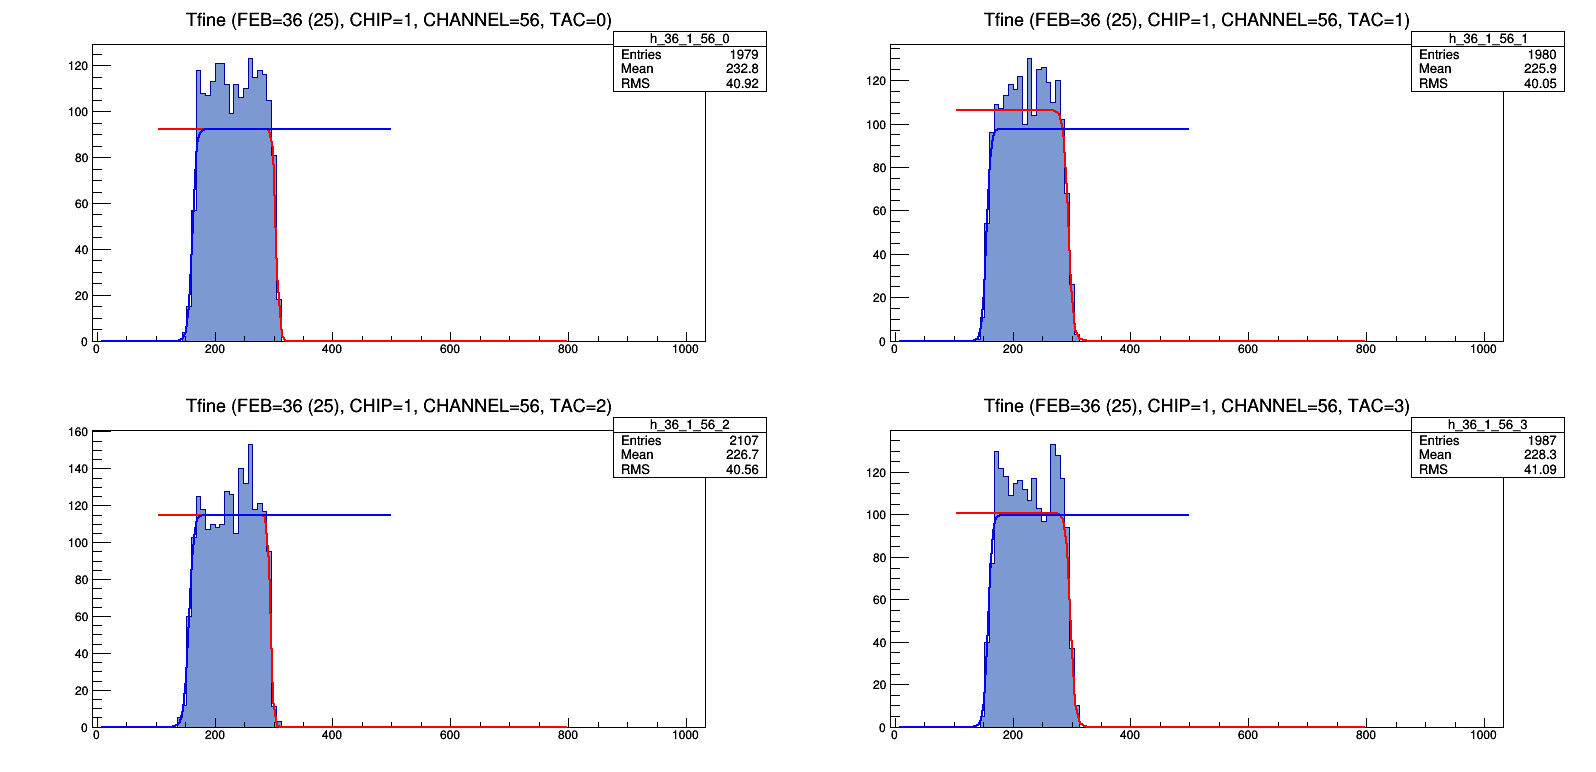 Tfine (FEB=36 (25), CHIP=1, CHANNEL=56, TAC=0)
h_36_1_56_0
Entries 1979
Mean 232.8
RMS 40.92
120
100
80
60
40
20
0
0 200 400 600 800 1000
Tfine (FEB=36 (25), CHIP=1, CHANNEL=56, TAC=1)
h_36_1_56_1
Entries 1980
Mean 225.9
RMS 40.05
120
100
80
60
40
20
0
0 200 400 600 800 1000
Tfine (FEB=36 (25), CHIP=1, CHANNEL=56, TAC=2)
h_36_1_56_2
Entries 2107
Mean 226.7
RMS 40.56
160
140
120
100
80
60
40
20
0
0 200 400 600 800 1000
Tfine (FEB=36 (25), CHIP=1, CHANNEL=56, TAC=3)
h_36_1_56_3
Entries 1987
Mean 228.3
RMS 41.09
120
100
80
60
40
20
0
0 200 400 600 800 1000